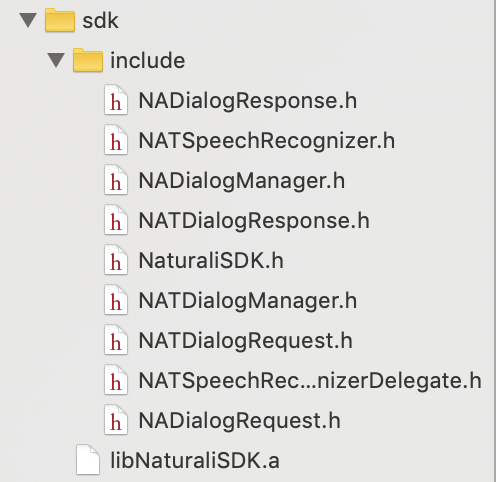 sdk
include
h NADialogResponse.h
h NATSpeechRecognizer.h
h NADialogManager.h
h NATDialogResponse.h
h NaturaliSDK.h
h NATDialogManager.h
h NATDialogRequest.h
h NATSpeechRec...nizerDelegate.h
h NADialogRequest.h
libNaturaliSDK.a